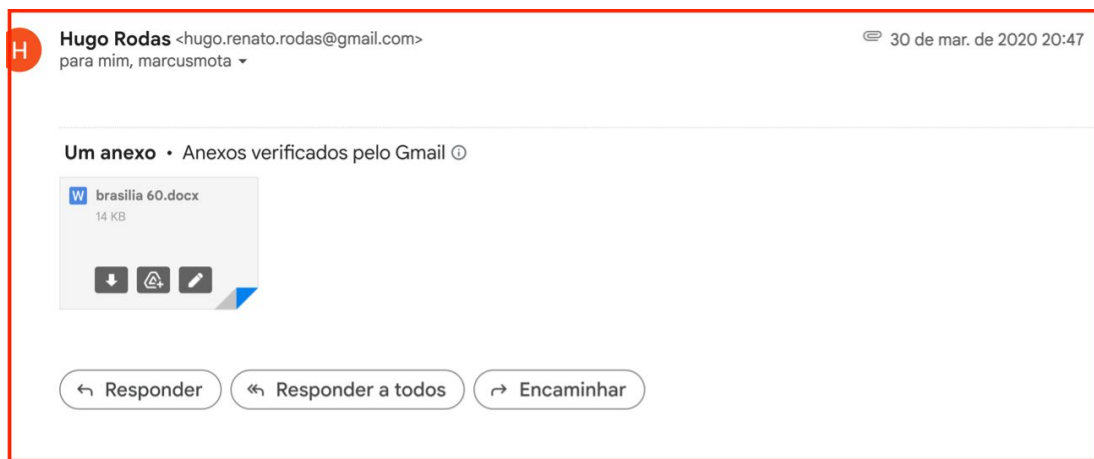 H
Hugo Rodas <hugo.renato.rodas@gmail.com>
30 de mar. de 2020 20:47
para mim, marcusmota
Um anexo • Anexos verificados pelo Gmail
W brasilia 60.docx
14 KB
Responder Responder a todos Encaminhar